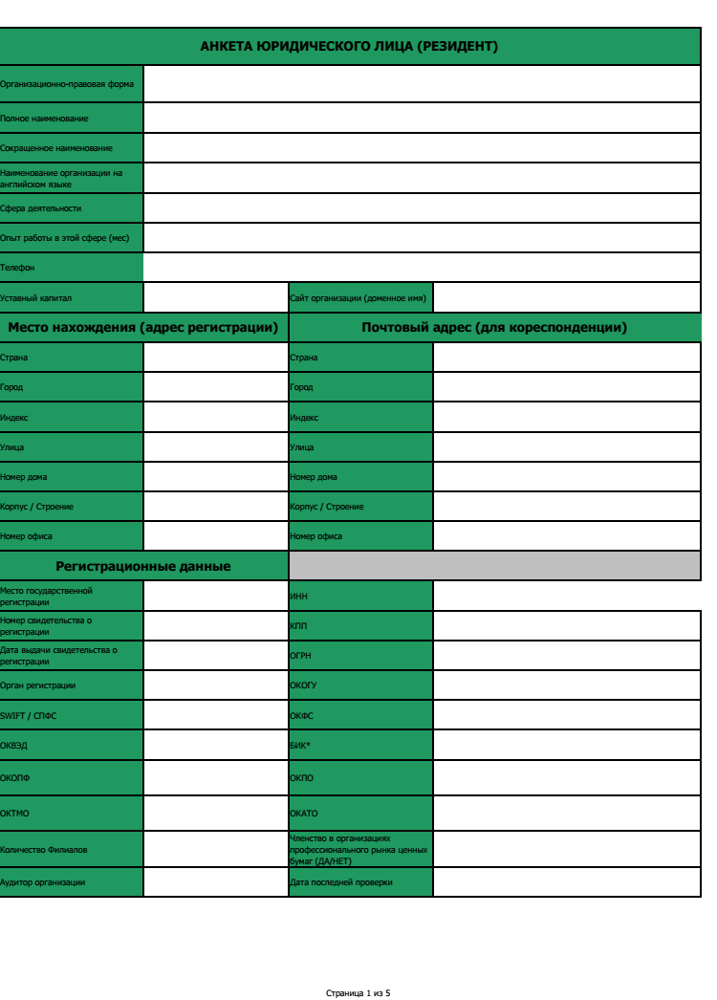 АНКЕТА ЮРИДИЧЕСКОГО ЛИЦА (РЕЗИДЕНТ)
Организационно-правовая форма
Полное наименование
Сокращенное наименование
Наименование организации на
английском языке
Сфера деятельности
Опыт работы в этой сфере (мес)
Телефон
Уставный капитал
Сайт организации (доменное имя)
Место нахождения (адрес регистрации)
Почтовый адрес (для кореспонденции)
Страна
Страна
Город
Город
Индекс
Индекс
Улица
Улица
Номер дома
Номер дома
Корпус / Строение
Корпус / Строение
Номер офиса
Номер офиса
Регистрационные данные
Место государственной
регистрации
ИНН
Номер свидетельства о
регистрации
КПП
Дата выдачи свидетельства о
регистрации
ОГРН
Орган регистрации
ОКОГУ
SWIFT / СПФС
ОКФС
ОКВЭД
БИК*
ОКОПФ
ОКПО
ОКТМО
ОКАТО
Количество Филиалов
Членство в организациях
профессионального рынка ценных
бумаг (ДА/НЕТ)
Аудитор организации
Дата последней проверки
Страница 1 из 5